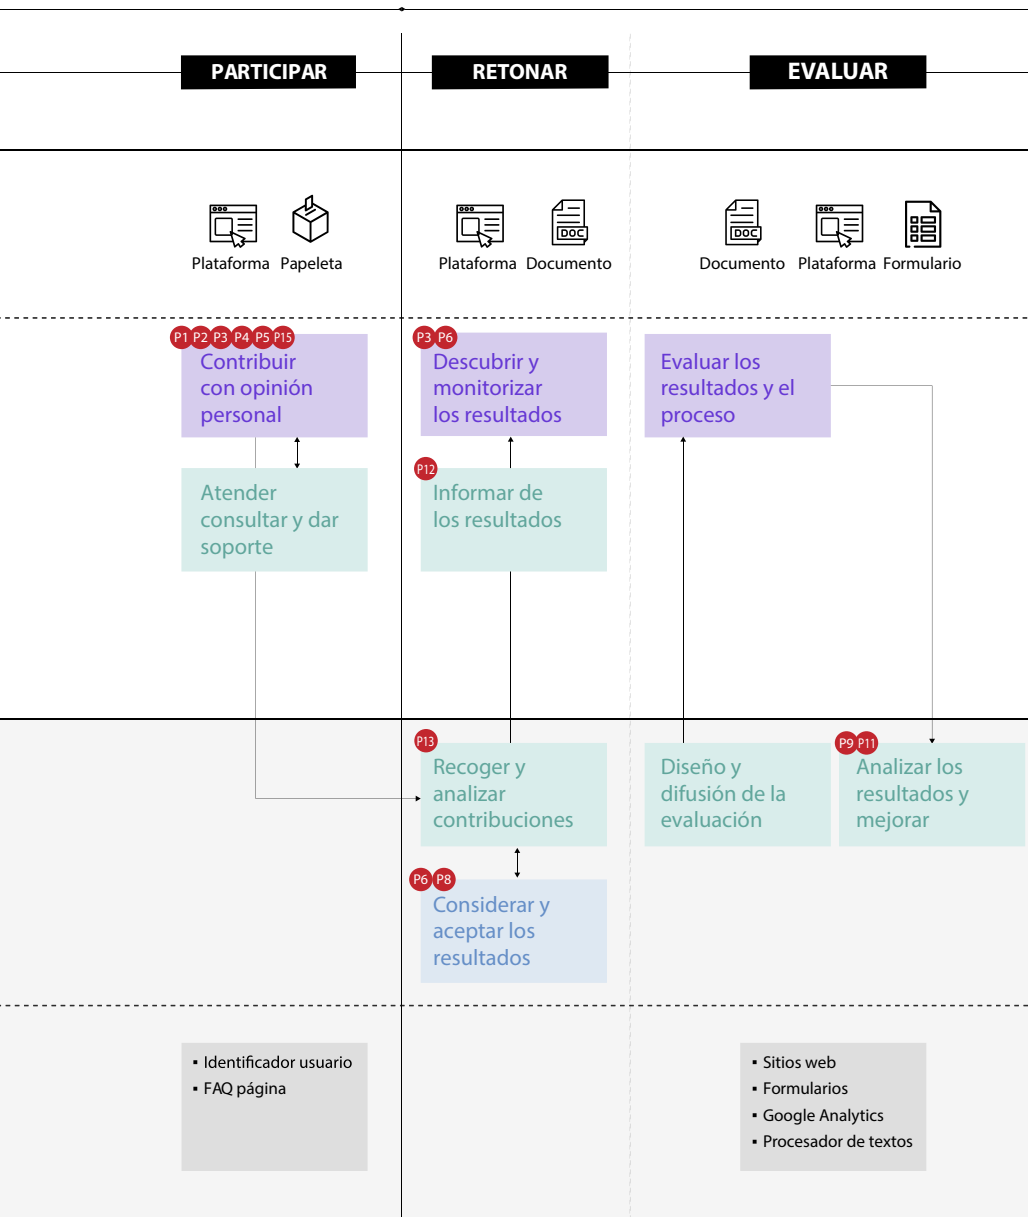 PARTICIPAR
RETONAR
EVALUAR
Plataforma Papeleta
Plataforma Documento
Documento Plataforma Formulario
P1 P2 P3 P4 P5 P15
Contribuir
con opinión
personal
P3 P6
Descubrir y
monitorizar
los resultados
Evaluar los
resultados y el
proceso
Atender
consultar y dar
soporte
P12
Informar de
los resultados
P13
Recoger y
analizar
contribuciones
Diseño y
difusión de la
evaluación
P9 P11
Analizar los
resultados y
mejorar
P6 P8
Considerar y
aceptar los
resultados
▪ Identificador usuario
▪ FAQ página
▪ Sitios web
▪ Formularios
▪ Google Analytics
▪ Procesador de textos